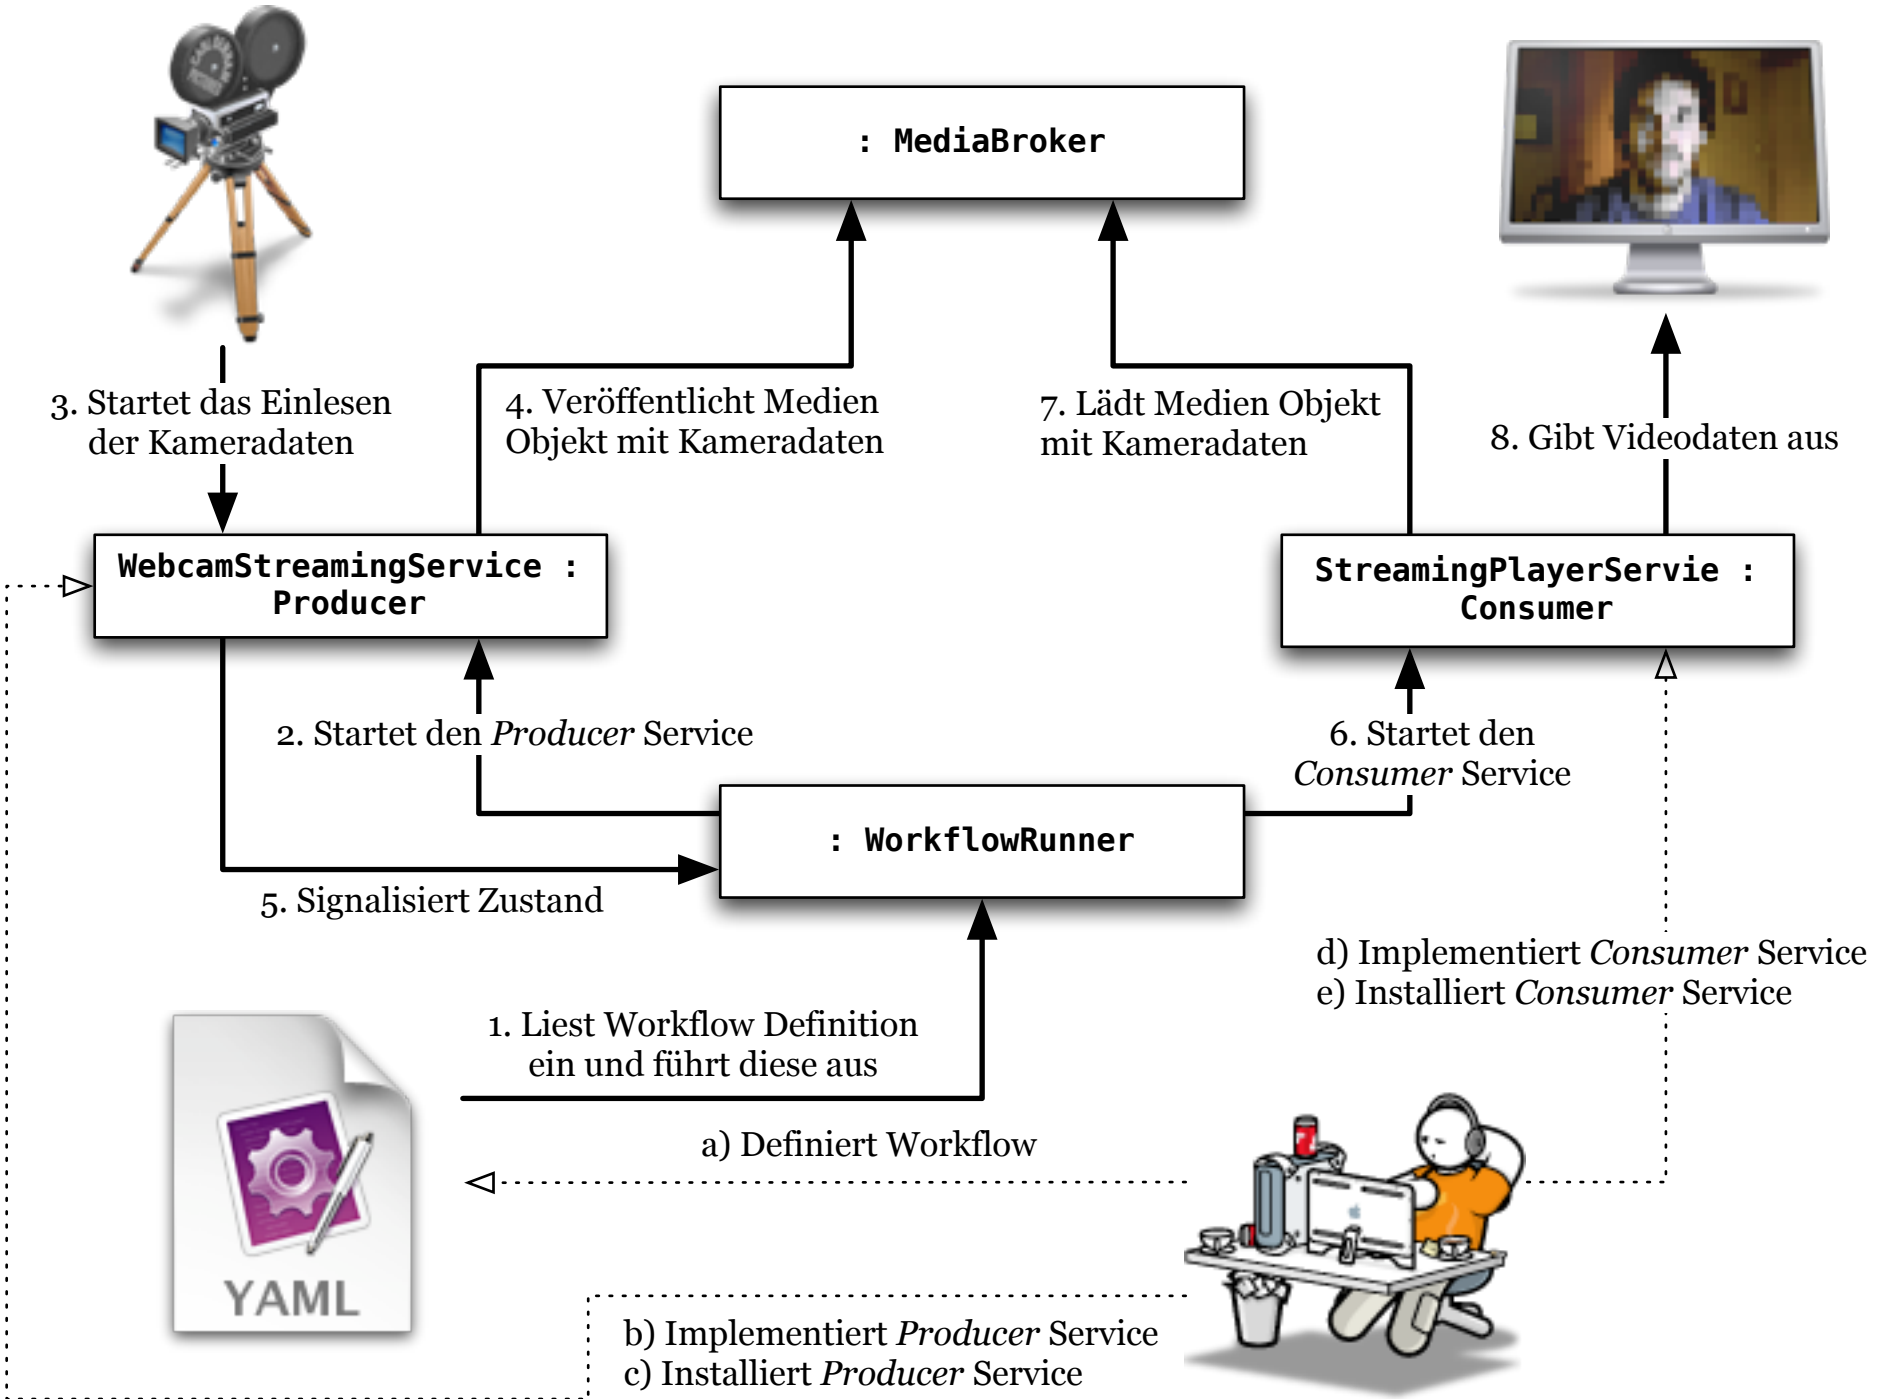 : MediaBroker
3. Startet das Einlesen
der Kameradaten
4. Veröffentlicht Medien
Objekt mit Kameradaten
7. Lädt Medien Objekt
mit Kameradaten
8. Gibt Videodaten aus
WebcamStreamingService :
Producer
StreamingPlayerServie :
Consumer
2. Startet den Producer Service
6. Startet den
Consumer Service
: WorkflowRunner
5. Signalisiert Zustand
d) Implementiert Consumer Service
e) Installiert Consumer Service
1. Liest Workflow Definition
ein und führt diese aus
a) Definiert Workflow
YAML
b) Implementiert Producer Service
c) Installiert Producer Service